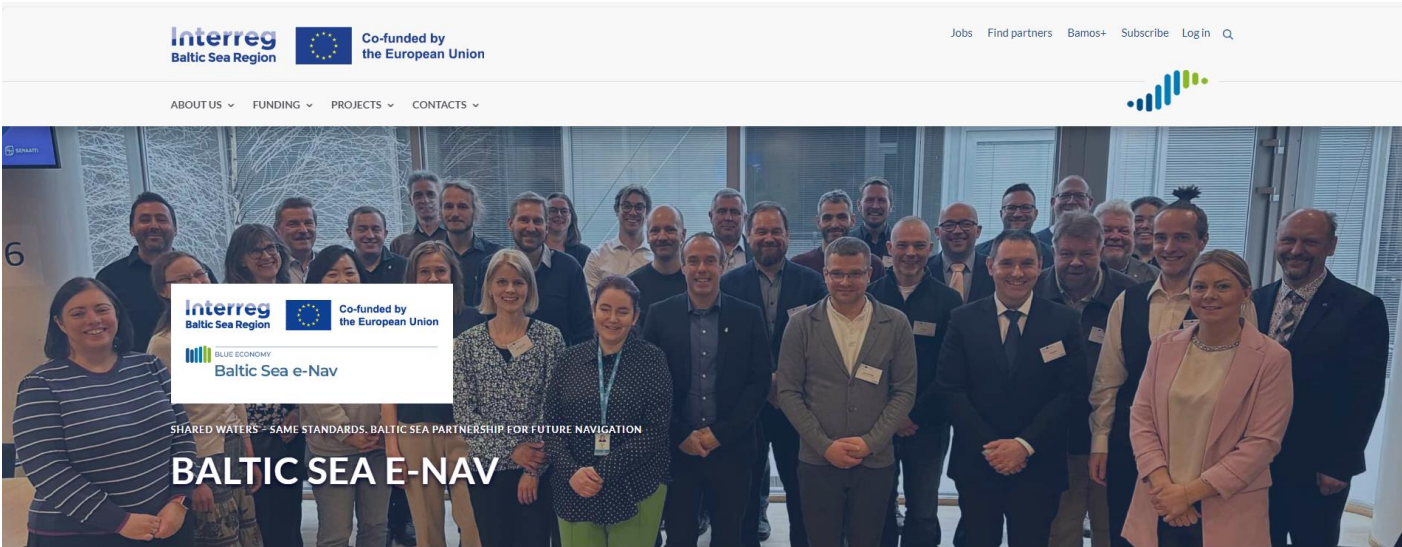 Interreg
Baltic Sea Region
Co-funded by
the European Union
Jobs Find partners Bamos+ Subscribe Log in
ABOUT US FUNDING PROJECTS CONTACTS
SENAATTI
6
Interreg
Baltic Sea Region
Co-funded by
the European Union
BLUE ECONOMY
Baltic Sea e-Nav
SHARED WATERS – SAME STANDARDS. BALTIC SEA PARTNERSHIP FOR FUTURE NAVIGATION
BALTIC SEA E-NAV